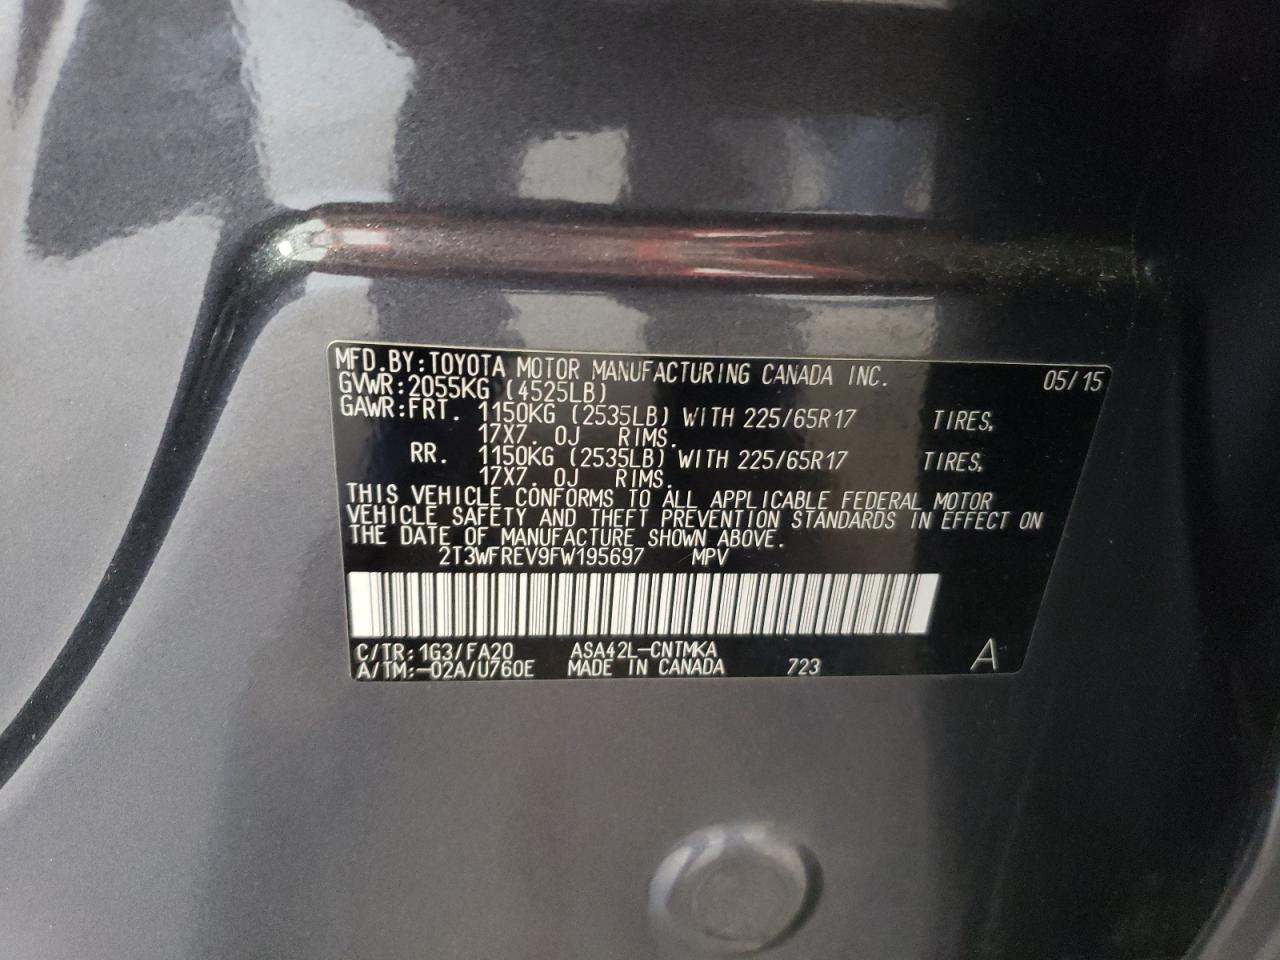 MFD.BY:TOYOTA MOTOR MANUFACTURING CANADA INC. 05/15
GVWR:2055KG (4525LB)
GAWR:FRT. 1150KG (2535LB) WITH 225/65R17 TIRES,
17X7. 0J RIMS.
RR. 1150KG (2535LB) WITH 225/65R17 TIRES,
17X7. 0J RIMS.
THIS VEHICLE CONFORMS TO ALL APPLICABLE FEDERAL MOTOR
VEHICLE SAFETY AND THEFT PREVENTION STANDARDS IN EFFECT ON
THE DATE OF MANUFACTURE SHOWN ABOVE.
2T3WFREV9FW195697 MPV
C/TR: 1G3/FA20 ASA42L-CNTMKA
A/TM:-02A/U760E MADE IN CANADA 723 A